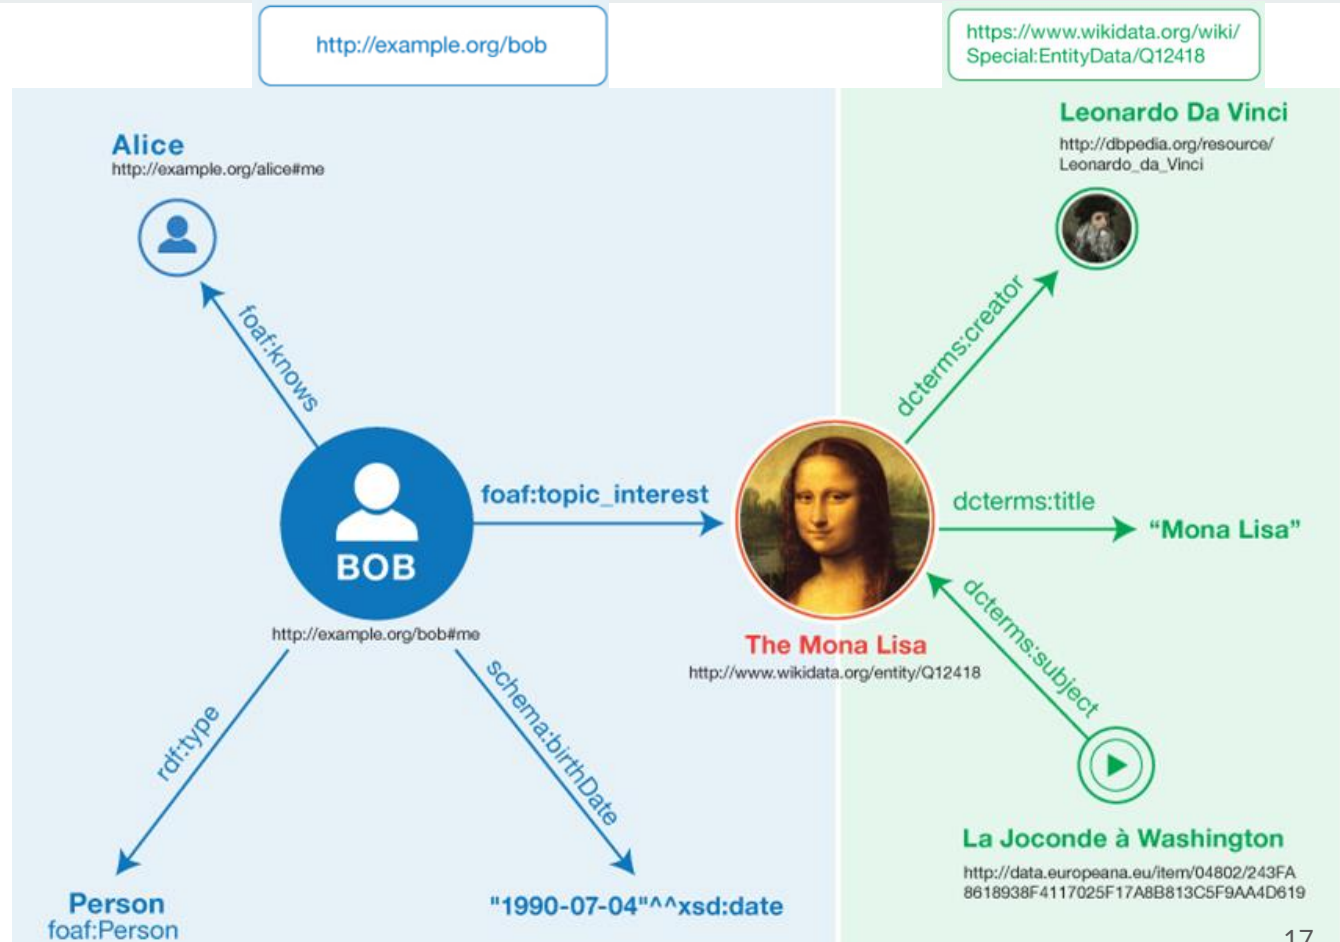 http://example.org/bob
https://www.wikidata.org/wiki/
Special:EntityData/Q12418
Alice
http://example.org/alice#me
Leonardo Da Vinci
http://dbpedia.org/resource/
Leonardo_da_Vinci
foaf:knows
dcterms:creator
foaf:topic_interest
dcterms:title
"Mona Lisa"
BOB
http://example.org/bob#me
The Mona Lisa
http://www.wikidata.org/entity/Q12418
dcterms:subject
rdf:type
schema:birthDate
La Joconde à Washington
http://data.europeana.eu/item/04802/243FA
8618938F4117025F17A8B813C5F9AA4D619
Person
foaf:Person
"1990-07-04"^^xsd:date
17